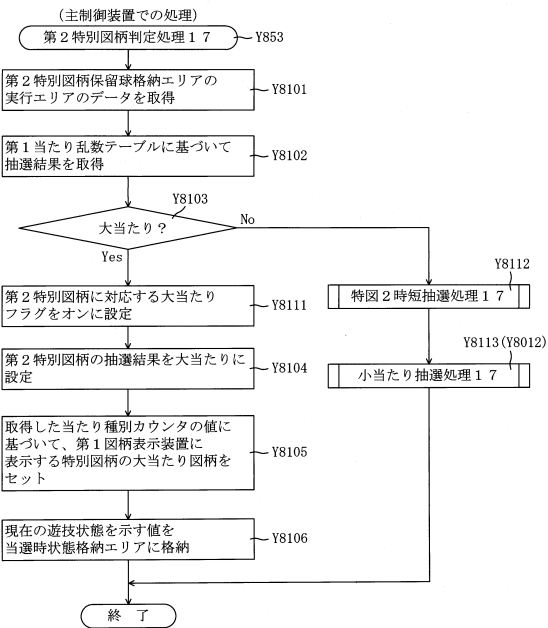 (主制御装置での処理)
第2特別図柄判定処理17
Y853
第2特別図柄保留球格納エリアの
実行エリアのデータを取得
Y8101
第1当たり乱数テーブルに基づいて
抽選結果を取得
Y8102
Y8103
大当たり?
No
Yes
Y8112
特図2時短抽選処理17
第2特別図柄に対応する大当たり
フラグをオンに設定
Y8111
Y8113(Y8012)
小当たり抽選処理17
第2特別図柄の抽選結果を大当たりに
設定
Y8104
取得した当たり種別カウンタの値に
基づいて、第1図柄表示装置に
表示する特別図柄の大当たり図柄を
セット
Y8105
現在の遊技状態を示す値を
当選時状態格納エリアに格納
Y8106
終 了